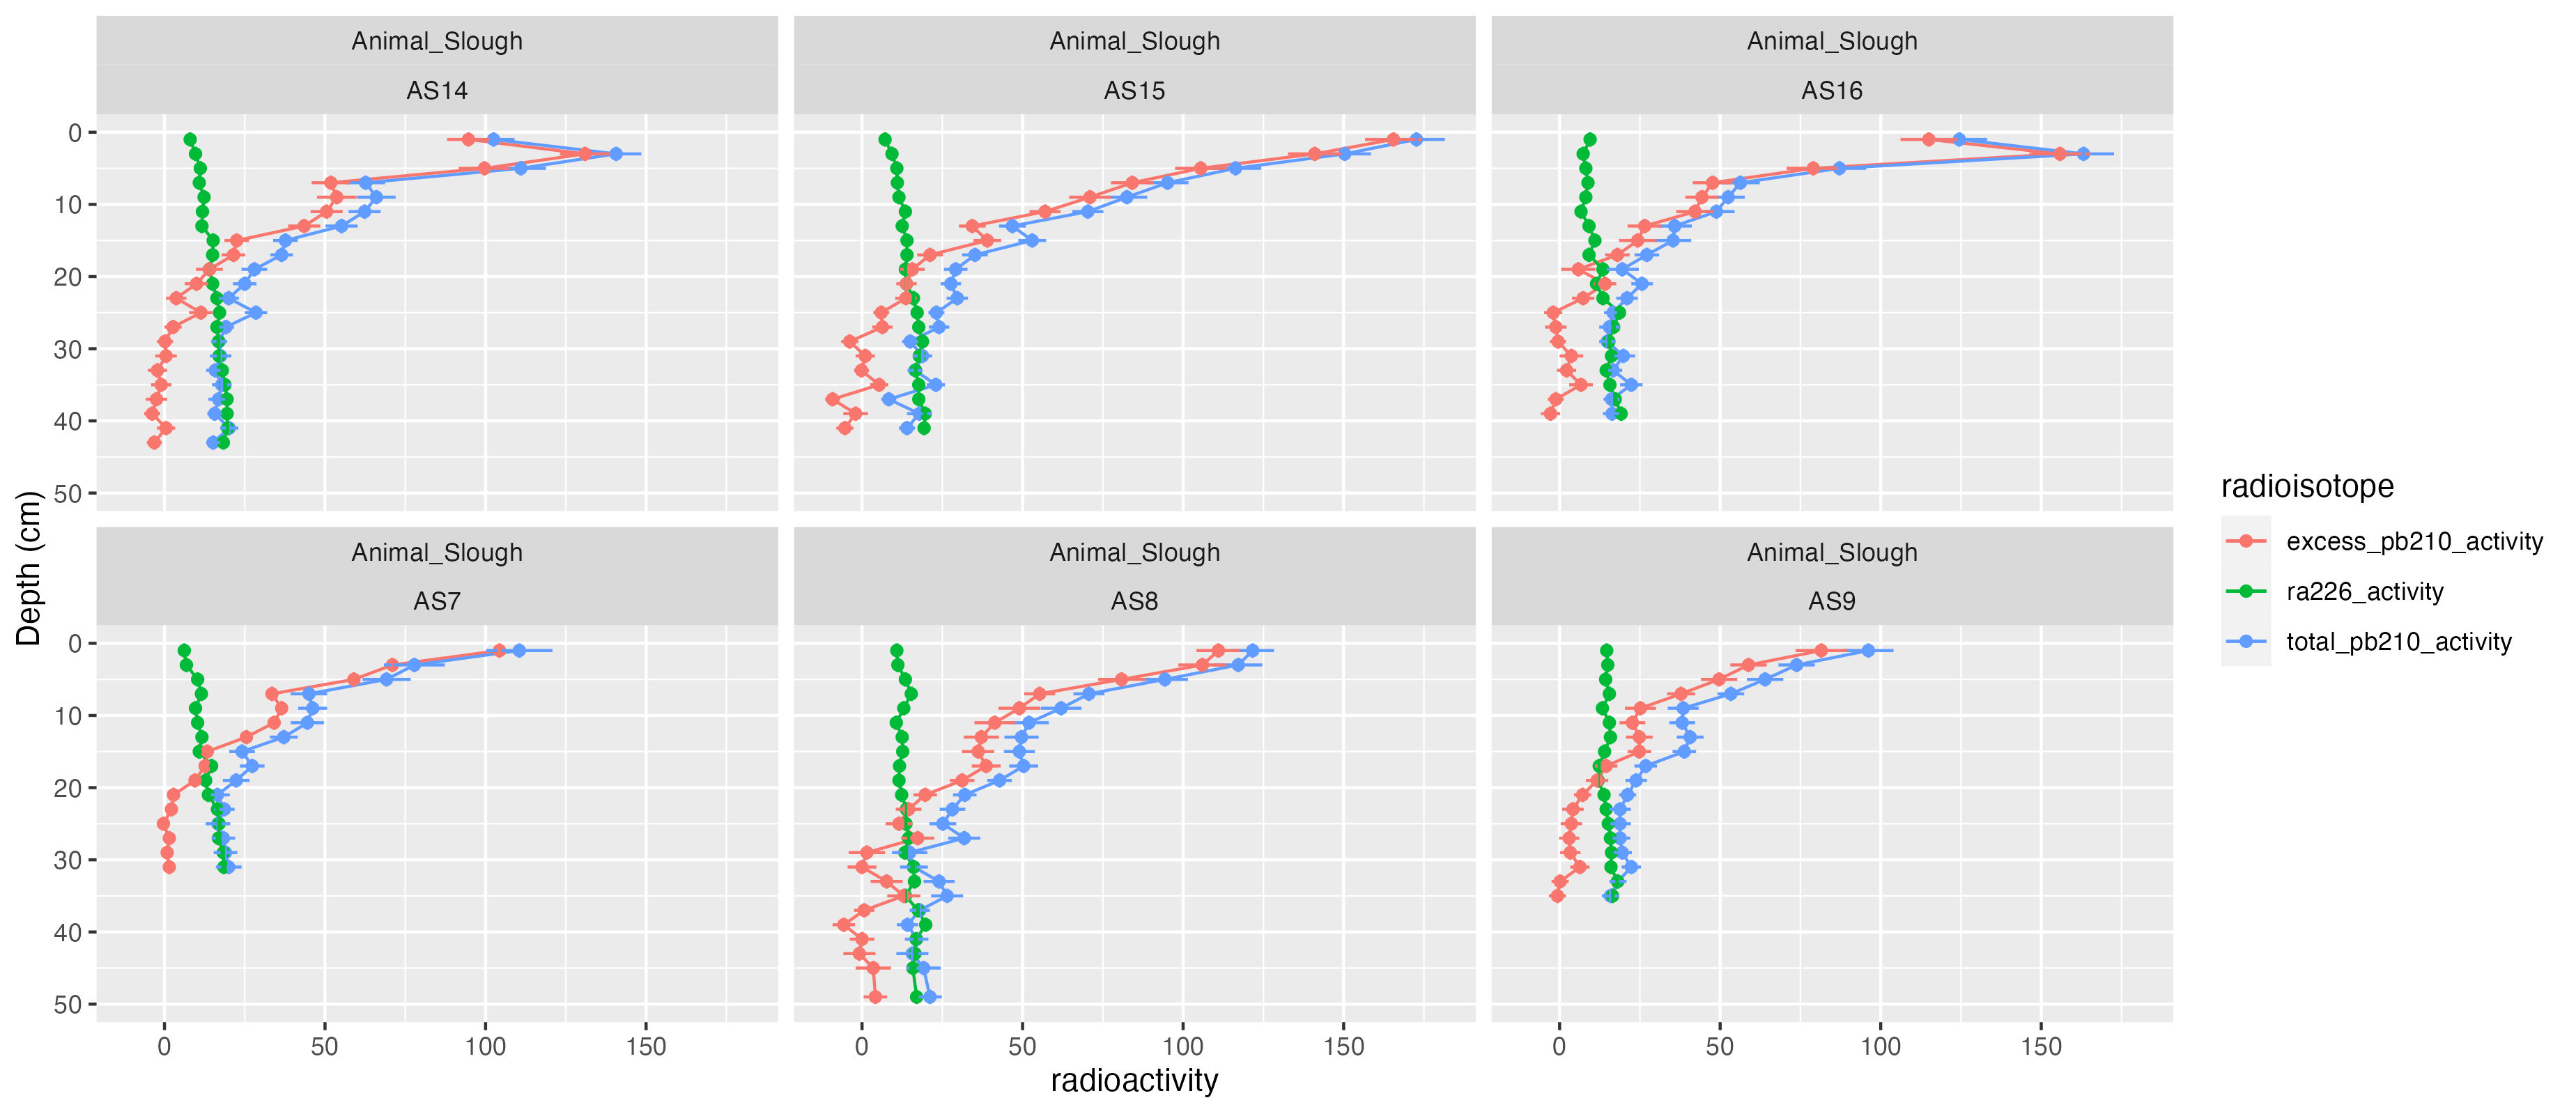 Animal_Slough Animal_Slough Animal_Slough
AS14 AS15 AS16
0
10
20
30
40
50
Depth (cm)
Animal_Slough Animal_Slough Animal_Slough
AS7 AS8 AS9
0
10
20
30
40
50
0 50 100 150 0 50 100 150 0 50 100 150
radioactivity
radioisotope
excess_pb210_activity
ra226_activity
total_pb210_activity